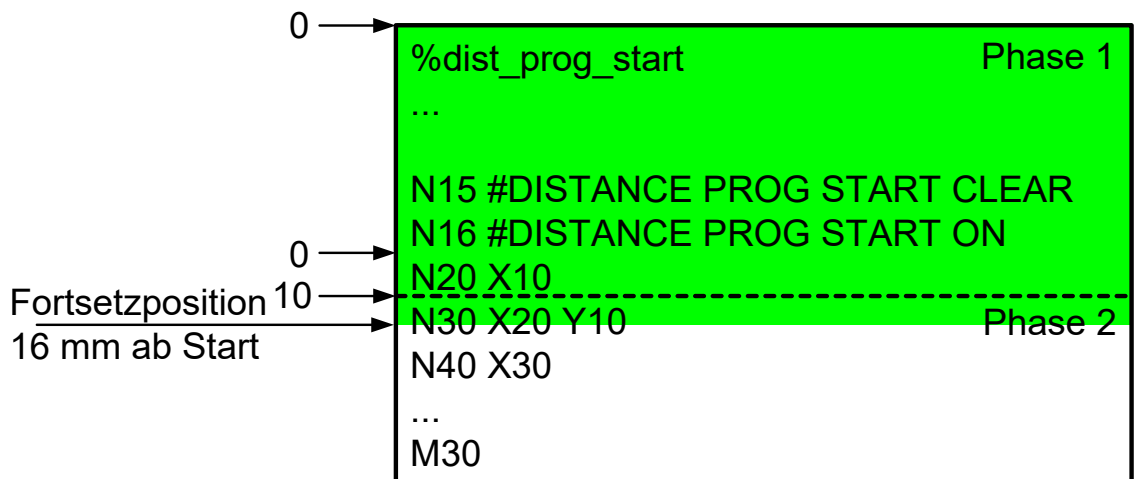 0
%dist_prog_start Phase 1
...
N15 #DISTANCE PROG START CLEAR
N16 #DISTANCE PROG START ON
0
N20 X10
10
Fortsetzposition
N30 X20 Y10 Phase 2
16 mm ab Start
N40 X30
...
M30